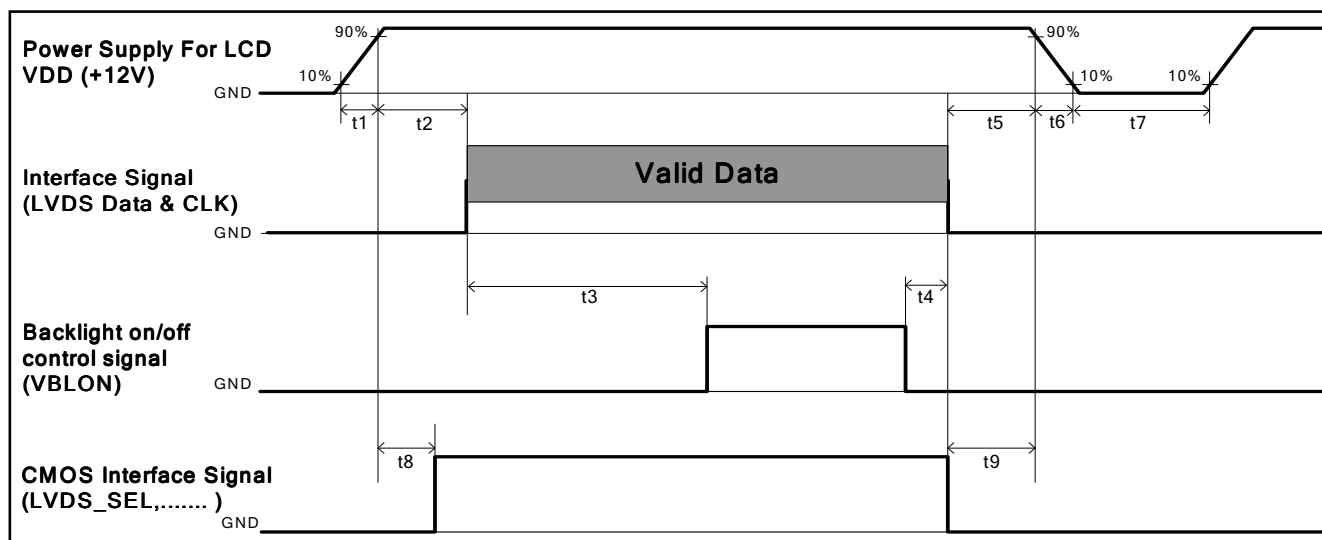 Power Supply For LCD
VDD (+12V)
90%
10%
GND
90%
10%
10%
t1
t2
t5
t6
t7
Interface Signal
(LVDS Data & CLK)
Valid Data
GND
t3
t4
Backlight on/off
control signal
(VBLON)
GND
t8
t9
CMOS Interface Signal
(LVDS_SEL,....... )
GND